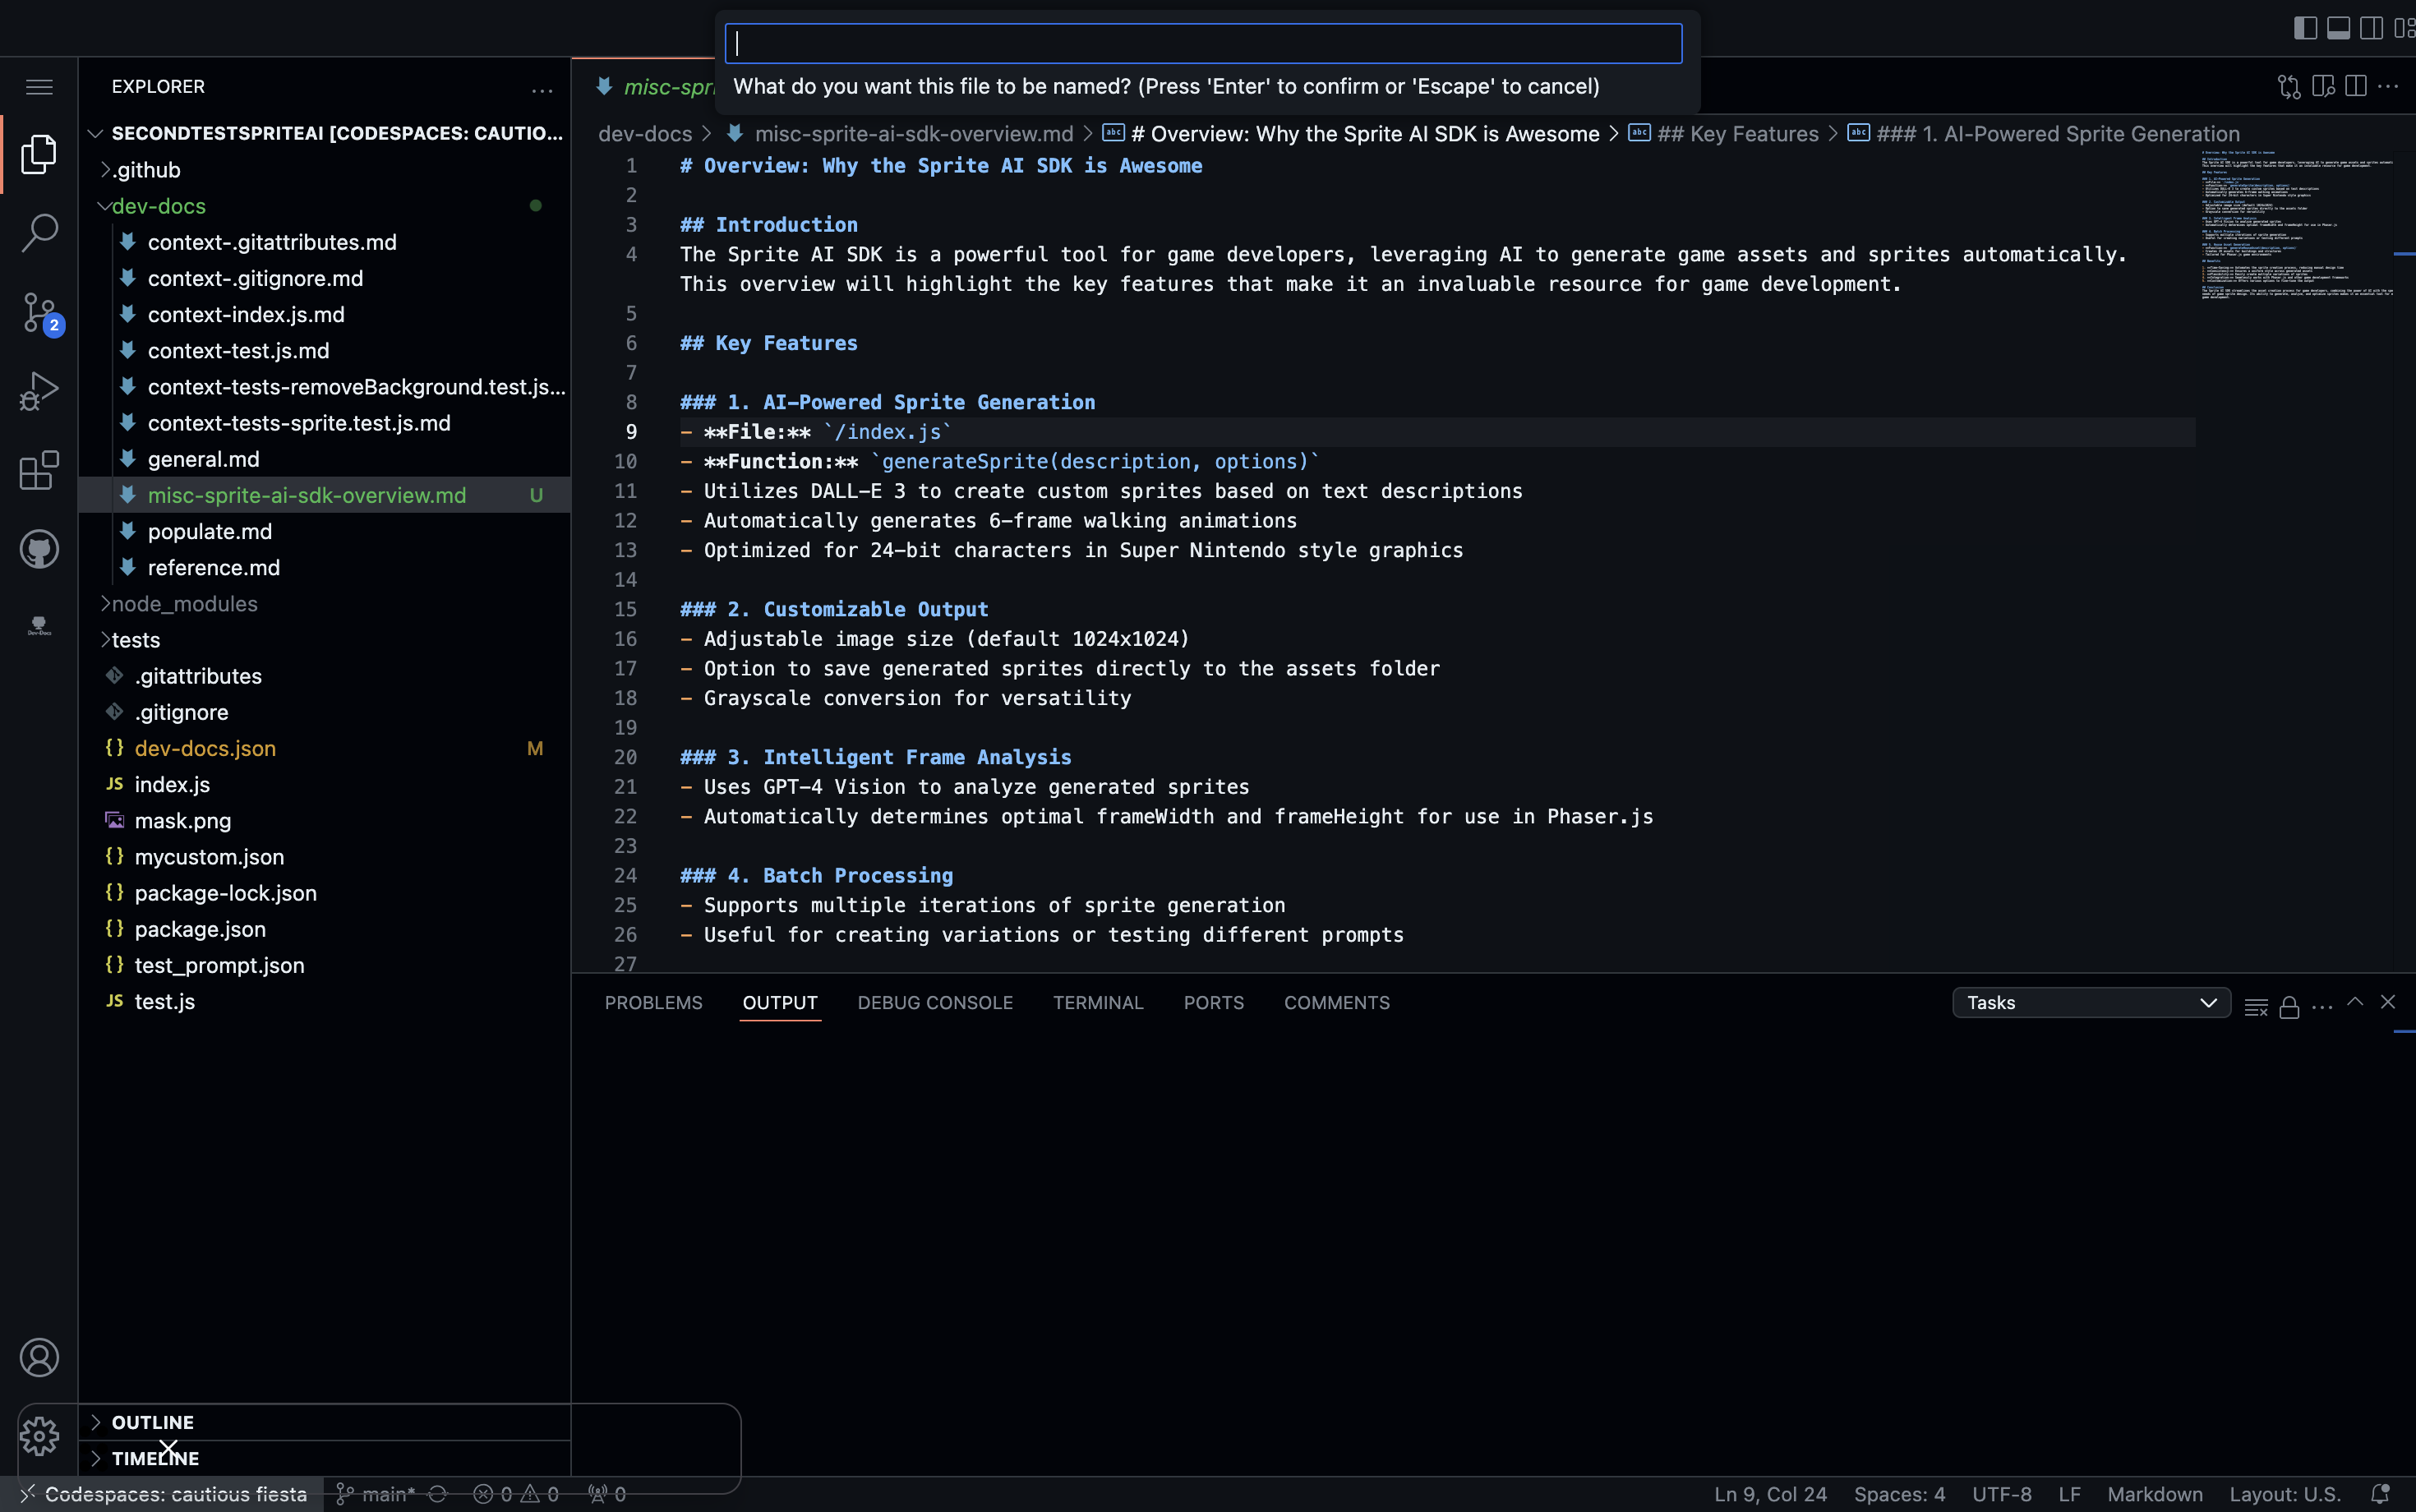 What do you want this file to be named? (Press 'Enter' to confirm or 'Escape' to cancel)
EXPLORER
misc-spri
SECONDTESTSPRITEAI [CODESPACES: CAUTIO...
.github
dev-docs
context-.gitattributes.md
context-.gitignore.md
context-index.js.md
context-test.js.md
context-tests-removeBackground.test.js...
context-tests-sprite.test.js.md
general.md
misc-sprite-ai-sdk-overview.md U
populate.md
reference.md
node_modules
tests
.gitattributes
.gitignore
{} dev-docs.json M
JS index.js
mask.png
{} mycustom.json
{} package-lock.json
{} package.json
{} test_prompt.json
JS test.js
2
Dev-Docs
OUTLINE
TIMELINE
dev-docs > misc-sprite-ai-sdk-overview.md > # Overview: Why the Sprite AI SDK is Awesome > ## Key Features > ### 1. AI-Powered Sprite Generation
1 # Overview: Why the Sprite AI SDK is Awesome
2
3 ## Introduction
4 The Sprite AI SDK is a powerful tool for game developers, leveraging AI to generate game assets and sprites automatically.
This overview will highlight the key features that make it an invaluable resource for game development.
5
6 ## Key Features
7
8 ### 1. AI-Powered Sprite Generation
9 - **File:** `/index.js`
10 - **Function:** `generateSprite(description, options)`
11 - Utilizes DALL-E 3 to create custom sprites based on text descriptions
12 - Automatically generates 6-frame walking animations
13 - Optimized for 24-bit characters in Super Nintendo style graphics
14
15 ### 2. Customizable Output
16 - Adjustable image size (default 1024x1024)
17 - Option to save generated sprites directly to the assets folder
18 - Grayscale conversion for versatility
19
20 ### 3. Intelligent Frame Analysis
21 - Uses GPT-4 Vision to analyze generated sprites
22 - Automatically determines optimal frameWidth and frameHeight for use in Phaser.js
23
24 ### 4. Batch Processing
25 - Supports multiple iterations of sprite generation
26 - Useful for creating variations or testing different prompts
27
PROBLEMS OUTPUT DEBUG CONSOLE TERMINAL PORTS COMMENTS
Tasks
Codespaces: cautious fiesta main* 0 0 0
Ln 9, Col 24 Spaces: 4 UTF-8 LF Markdown Layout: U.S.